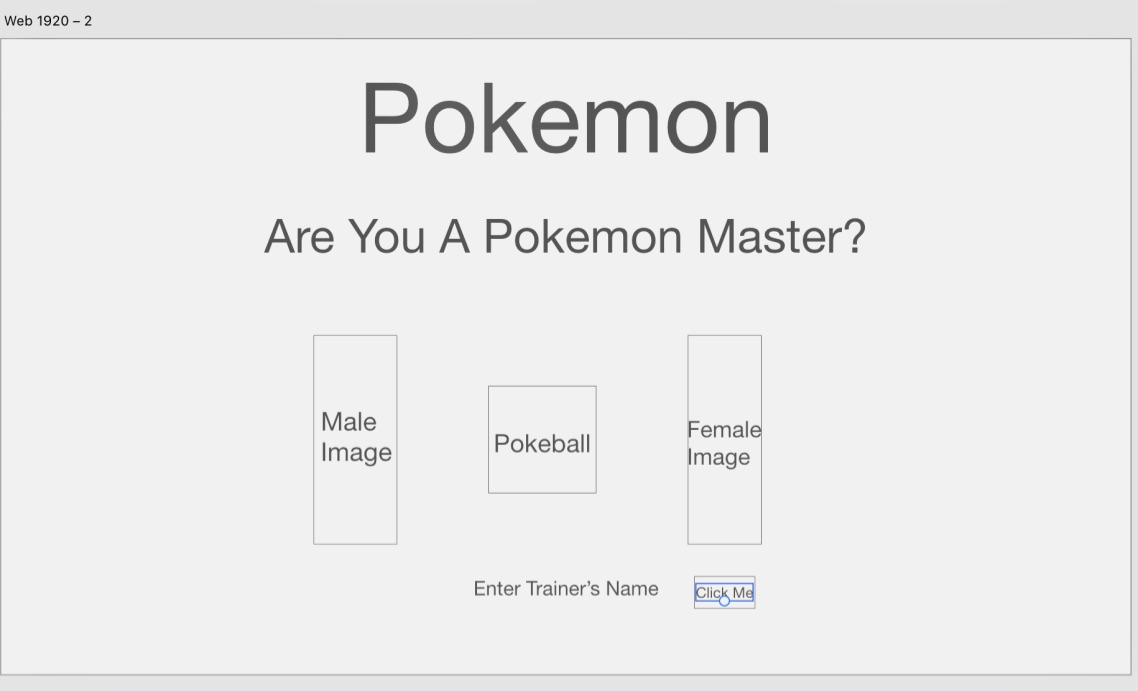 Web 1920 – 2
Pokemon
Are You A Pokemon Master?
Male
Image
Pokeball
Female
Image
Enter Trainer’s Name
Click Me